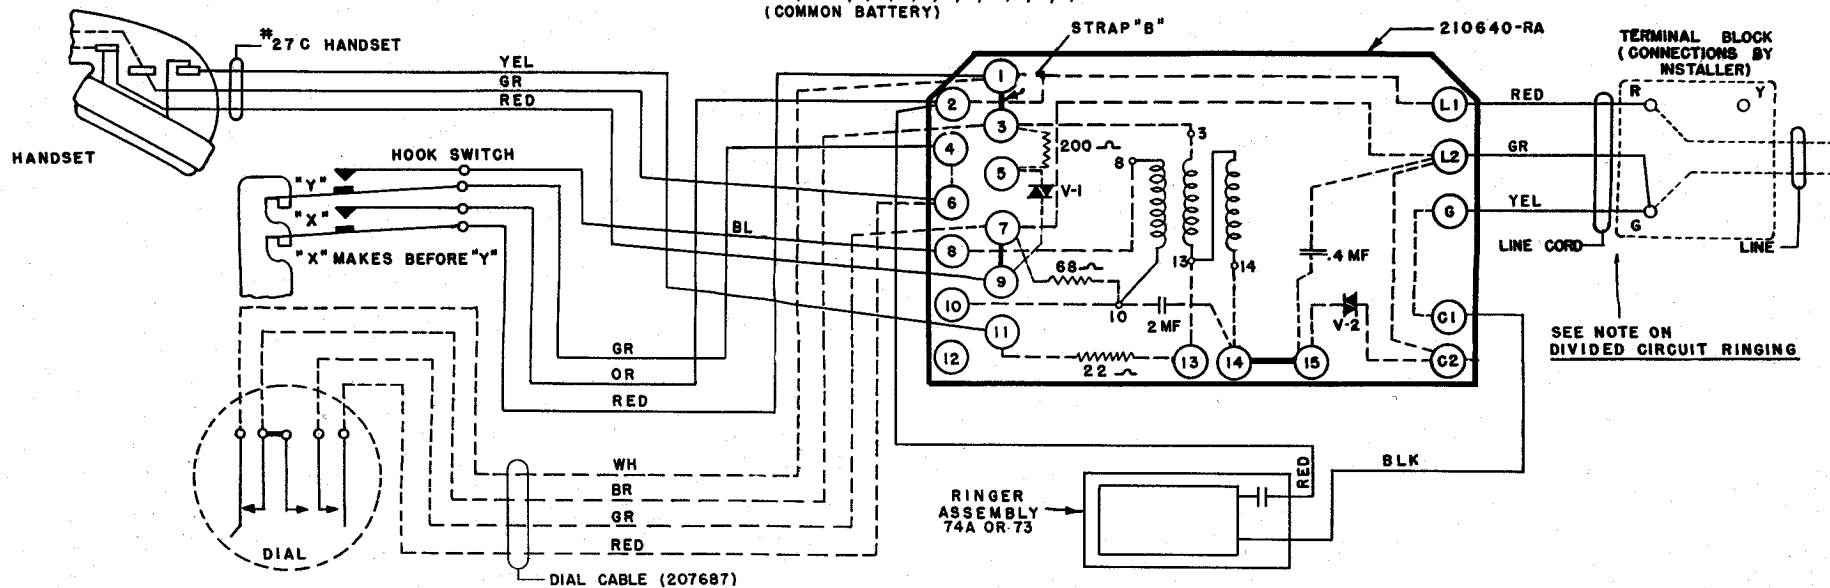 (COMMON BATTERY)
#27C HANDSET
HANDSET
YEL
GR
RED
HOOK SWITCH
"Y"
"X"
"X" MAKES BEFORE "Y"
BL
GR
OR
RED
WH
BR
GR
RED
DIAL
DIAL CABLE (207687)
STRAP "B"
210640-RA
1
2
3
4
5
6
7
8
9
10
11
12
13
14
15
L1
L2
G
C1
C2
200 Ω
V-1
8
3
13
14
68 Ω
10
2 MF
22 Ω
.4 MF
V-2
RED
GR
YEL
LINE CORD
TERMINAL BLOCK
(CONNECTIONS BY
INSTALLER)
R
Y
G
LINE
SEE NOTE ON
DIVIDED CIRCUIT RINGING
RED
BLK
RINGER
ASSEMBLY
74A OR 73